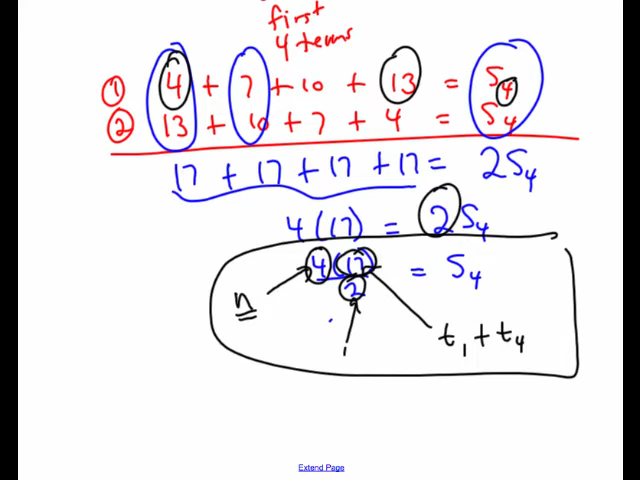 first
4 terms
① 4 + 7 + 10 + 13 = S₄
② 13 + 10 + 7 + 4 = S₄
17 + 17 + 17 + 17 = 2S₄
4(17) = 2S₄
4(17) = S₄
2
n
t₁ + t₄
Extend Page